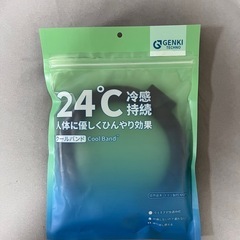 GENKI
TECHNO
24℃ 冷感
持続
人体に優しくひんやり効果
クールバンド Cool Band